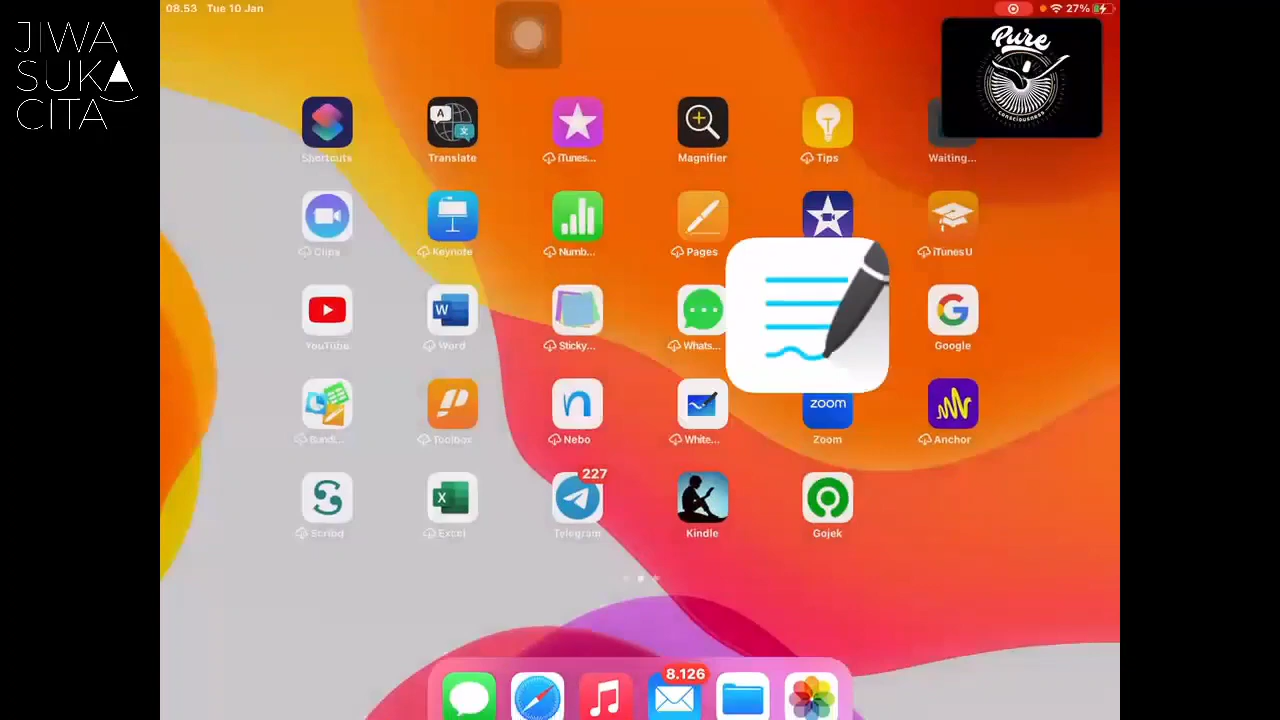 JIWA
SUKA
CITA
08.53 Tue 10 Jan
27%
Pure
consciousness
Shortcuts
Translate
iTunes...
Magnifier
Tips
Waiting...
Clips
Keynote
Numb...
Pages
iTunes U
YouTube
W
Word
Sticky...
Whats...
G
Google
Bundl...
Toolbox
n
Nebo
White...
zoom
Zoom
Anchor
S
Scribd
X
Excel
227
Telegram
Kindle
Gojek
8.126